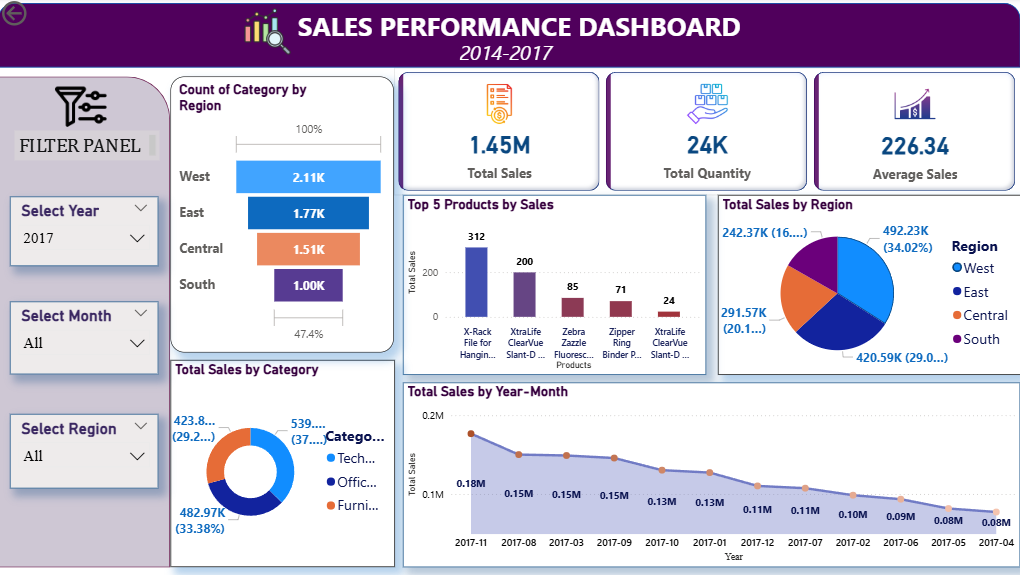 SALES PERFORMANCE DASHBOARD
2014-2017
FILTER PANEL
Select Year
2017
Select Month
All
Select Region
All
Count of Category by
Region
100%
West
2.11K
East
1.77K
Central
1.51K
South
1.00K
47.4%
1.45M
Total Sales
24K
Total Quantity
226.34
Average Sales
Top 5 Products by Sales
Total Sales
200
0
312
200
85
71
24
X-Rack
File for
Hangin...
XtraLife
ClearVue
Slant-D ...
Zebra
Zazzle
Fluoresc...
Zipper
Ring
Binder P...
XtraLife
ClearVue
Slant-D ...
Products
Total Sales by Region
242.37K (16....)
492.23K
(34.02%)
291.57K
(20.1...)
420.59K (29.0...)
Region
West
East
Central
South
Total Sales by Category
423.8...
(29.2...)
539....
(37....)
482.97K
(33.38%)
Catego...
Tech...
Offic...
Furni...
Total Sales by Year-Month
Total Sales
0.2M
0.1M
0.18M
0.15M
0.15M
0.15M
0.13M
0.13M
0.11M
0.11M
0.10M
0.09M
0.08M
0.08M
2017-11
2017-08
2017-03
2017-09
2017-10
2017-01
2017-12
2017-07
2017-02
2017-06
2017-05
2017-04
Year